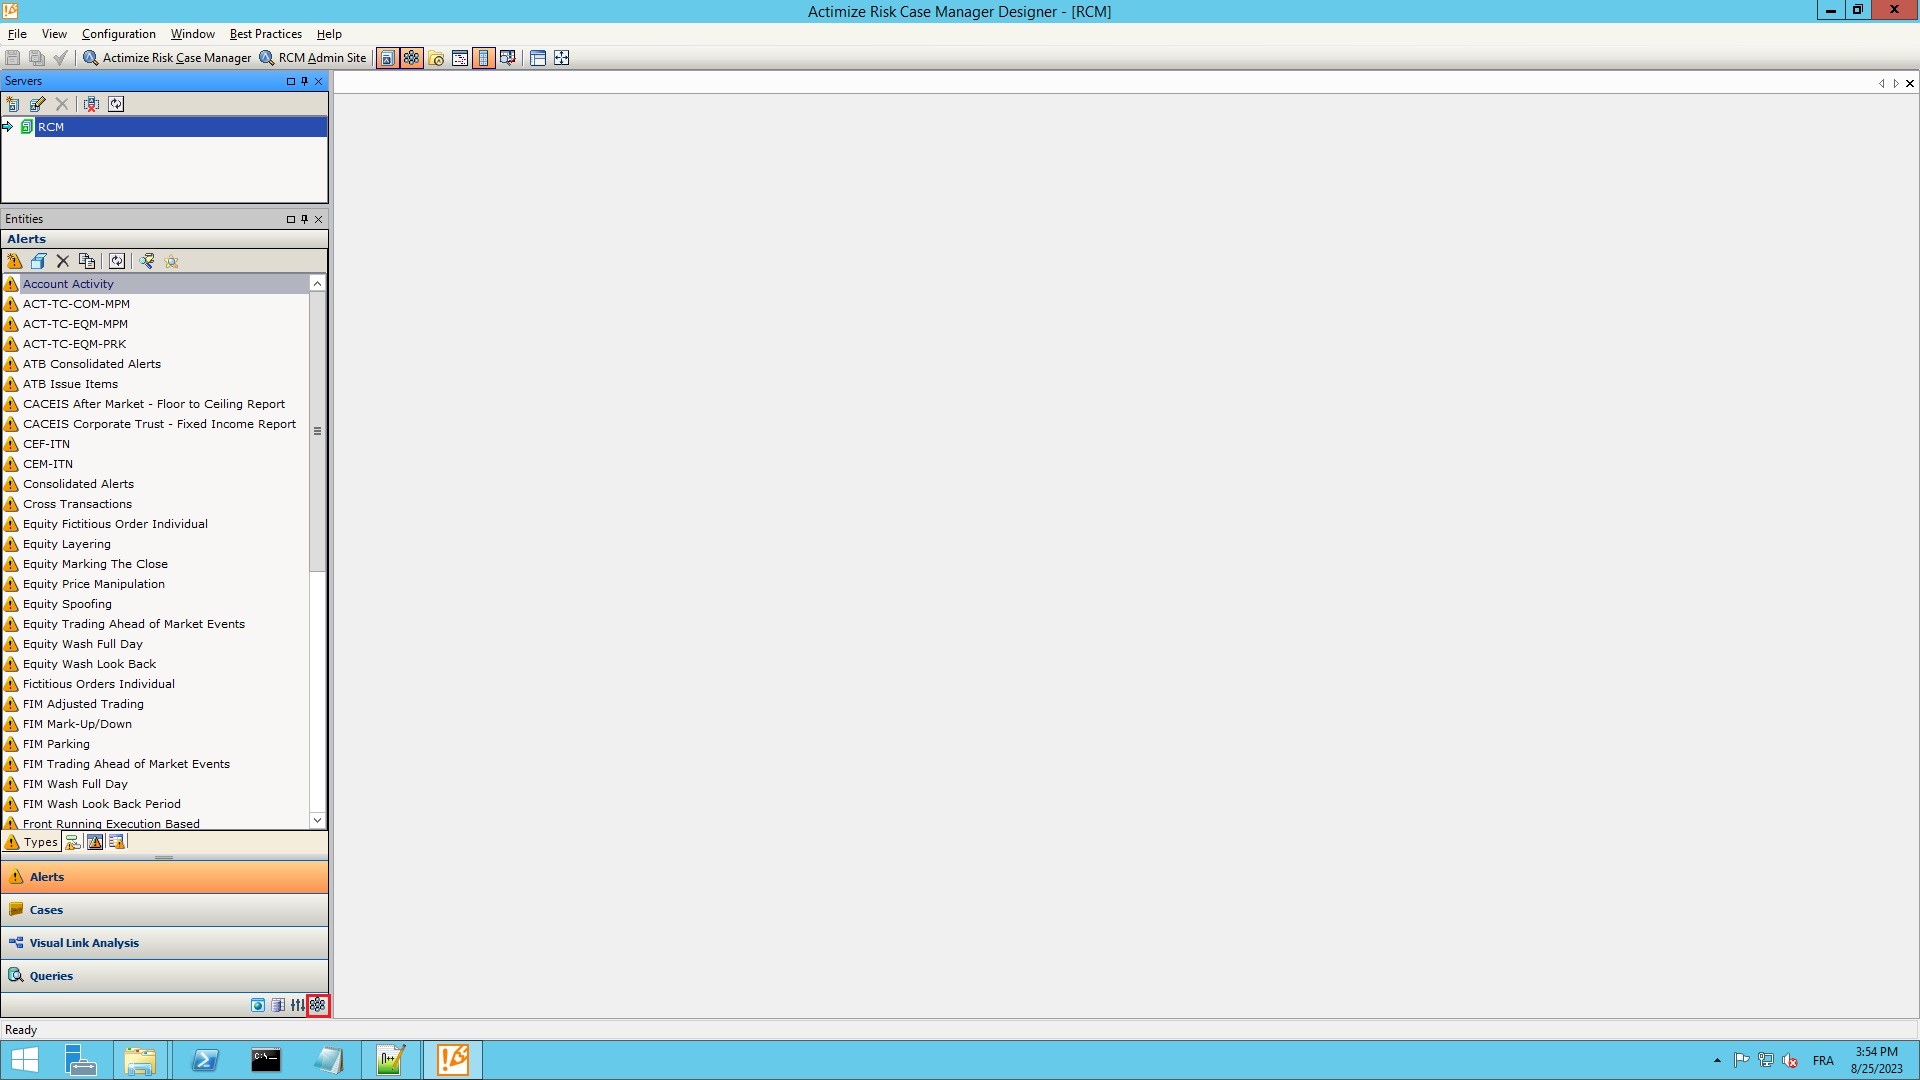 Actimize Risk Case Manager Designer - [RCM]
File View Configuration Window Best Practices Help
Actimize Risk Case Manager RCM Admin Site
Servers
RCM
Entities
Alerts
Account Activity
ACT-TC-COM-MPM
ACT-TC-EQM-MPM
ACT-TC-EQM-PRK
ATB Consolidated Alerts
ATB Issue Items
CACEIS After Market - Floor to Ceiling Report
CACEIS Corporate Trust - Fixed Income Report
CEF-ITN
CEM-ITN
Consolidated Alerts
Cross Transactions
Equity Fictitious Order Individual
Equity Layering
Equity Marking The Close
Equity Price Manipulation
Equity Spoofing
Equity Trading Ahead of Market Events
Equity Wash Full Day
Equity Wash Look Back
Fictitious Orders Individual
FIM Adjusted Trading
FIM Mark-Up/Down
FIM Parking
FIM Trading Ahead of Market Events
FIM Wash Full Day
FIM Wash Look Back Period
Front Running Execution Based
Types
Alerts
Cases
Visual Link Analysis
Queries
Ready
FRA
3:54 PM
8/25/2023